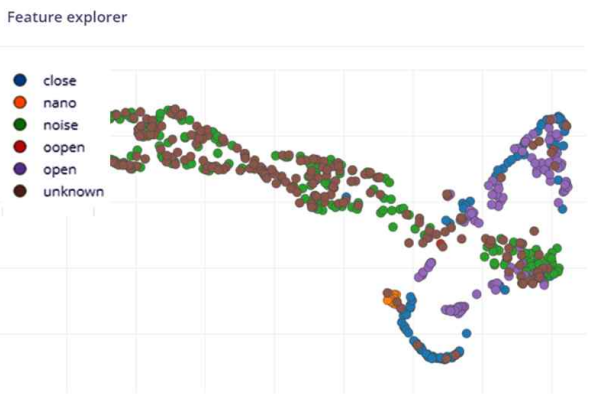 Feature explorer
close
nano
noise
oopen
open
unknown